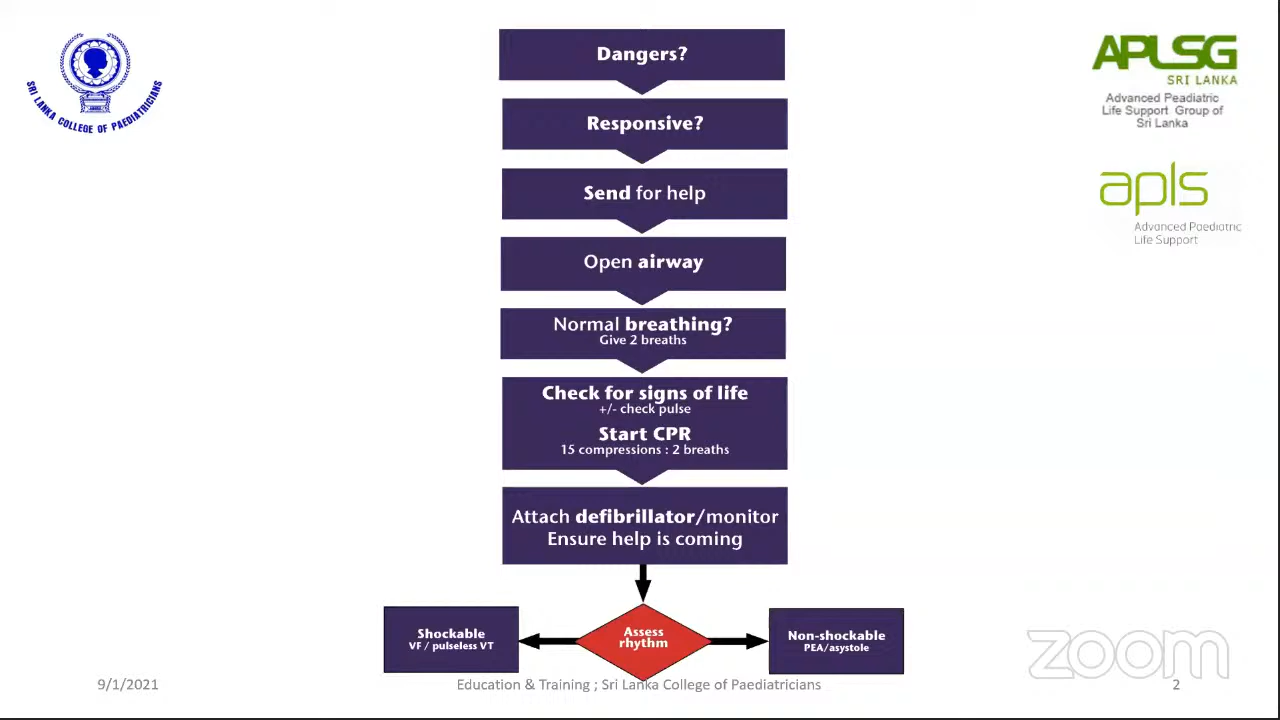 SRI LANKA COLLEGE OF PAEDIATRICIANS
APLSG
SRI LANKA
Advanced Peadiatric
Life Support Group of
Sri Lanka
apls
Advanced Paediatric
Life Support
Dangers?
Responsive?
Send for help
Open airway
Normal breathing?
Give 2 breaths
Check for signs of life
+/- check pulse
Start CPR
15 compressions : 2 breaths
Attach defibrillator/monitor
Ensure help is coming
Assess
rhythm
Shockable
VF / pulseless VT
Non-shockable
PEA/asystole
zoom
9/1/2021
Education & Training ; Sri Lanka College of Paediatricians
2